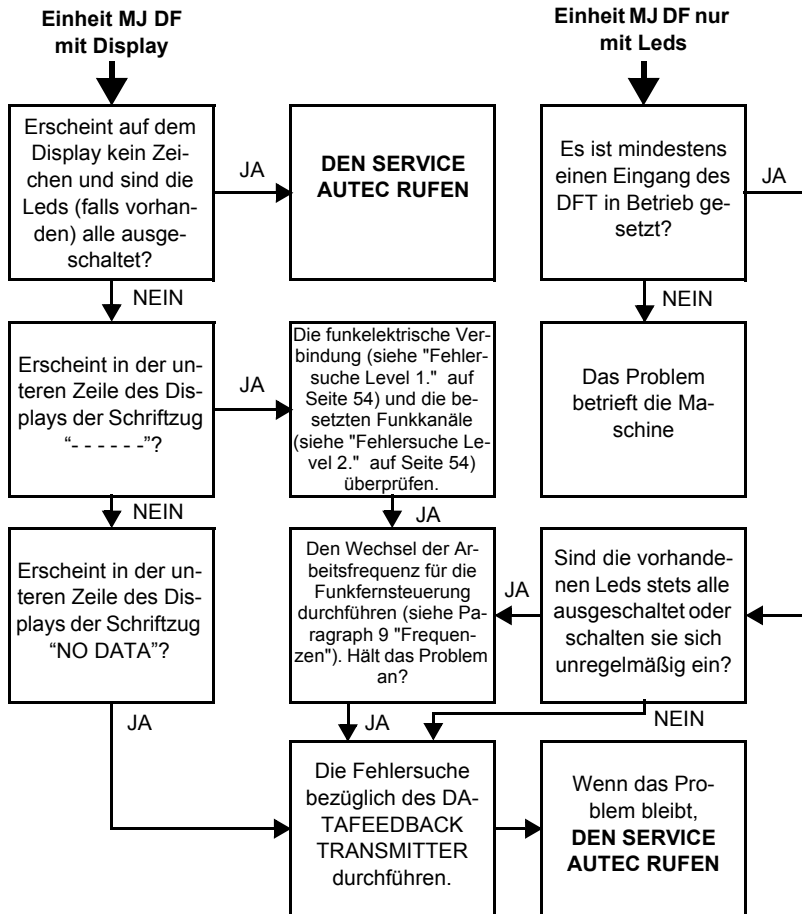 Einheit MJ DF
mit Display
Einheit MJ DF nur
mit Leds
Erscheint auf dem
Display kein Zei-
chen und sind die
Leds (falls vorhan-
den) alle ausge-
schaltet?
JA
DEN SERVICE
AUTEC RUFEN
Es ist mindestens
einen Eingang des
DFT in Betrieb ge-
setzt?
JA
NEIN
NEIN
Erscheint in der un-
teren Zeile des Dis-
plays der Schriftzug
“- - - - - -”?
JA
Die funkelektrische Ver-
bindung (siehe "Fehler-
suche Level 1." auf
Seite 54) und die be-
setzten Funkkanäle
(siehe "Fehlersuche Le-
vel 2." auf Seite 54)
überprüfen.
Das Problem
betrieft die Ma-
schine
NEIN
JA
Erscheint in der un-
teren Zeile des Dis-
plays der Schriftzug
“NO DATA”?
Den Wechsel der Ar-
beitsfrequenz für die
Funkfernsteuerung
durchführen (siehe Pa-
ragraph 9 "Frequen-
zen"). Hält das Problem
an?
JA
Sind die vorhande-
nen Leds stets alle
ausgeschaltet oder
schalten sie sich
unregelmäßig ein?
JA
JA
NEIN
Die Fehlersuche
bezüglich des DA-
TAFEEDBACK
TRANSMITTER
durchführen.
Wenn das Pro-
blem bleibt,
DEN SERVICE
AUTEC RUFEN